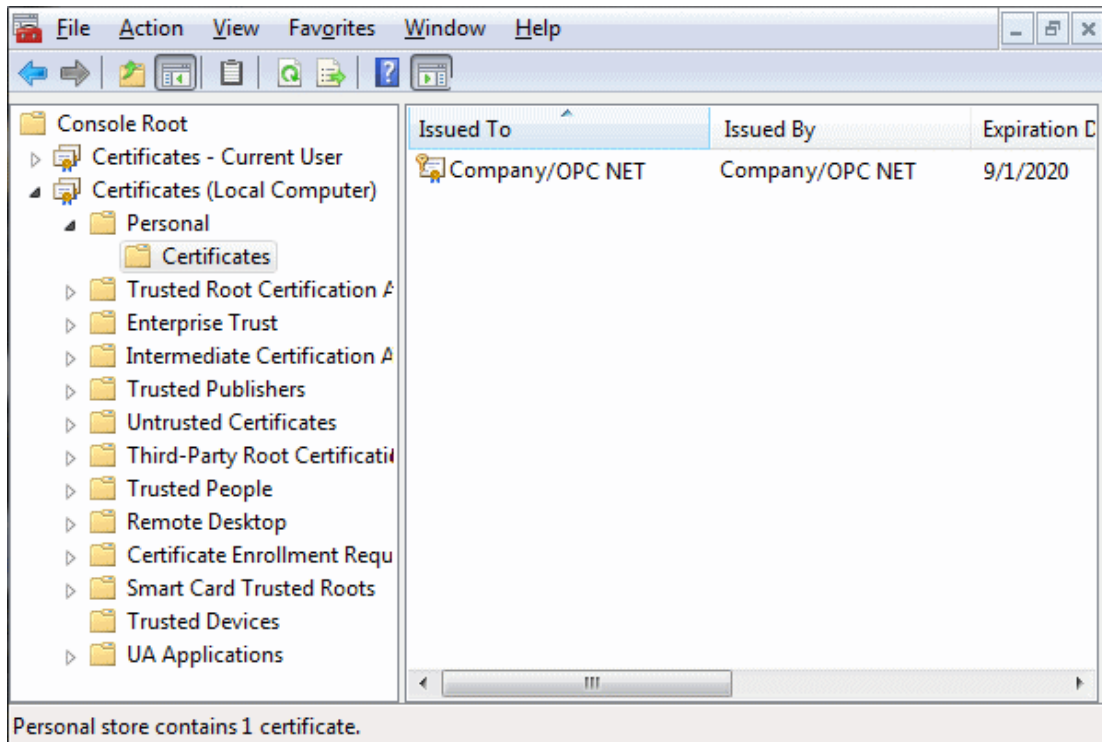 File Action View Favorites Window Help
Console Root
Certificates - Current User
Certificates (Local Computer)
Personal
Certificates
Trusted Root Certification A
Enterprise Trust
Intermediate Certification A
Trusted Publishers
Untrusted Certificates
Third-Party Root Certificati
Trusted People
Remote Desktop
Certificate Enrollment Requ
Smart Card Trusted Roots
Trusted Devices
UA Applications
Issued To Issued By Expiration D
Company/OPC NET Company/OPC NET 9/1/2020
Personal store contains 1 certificate.